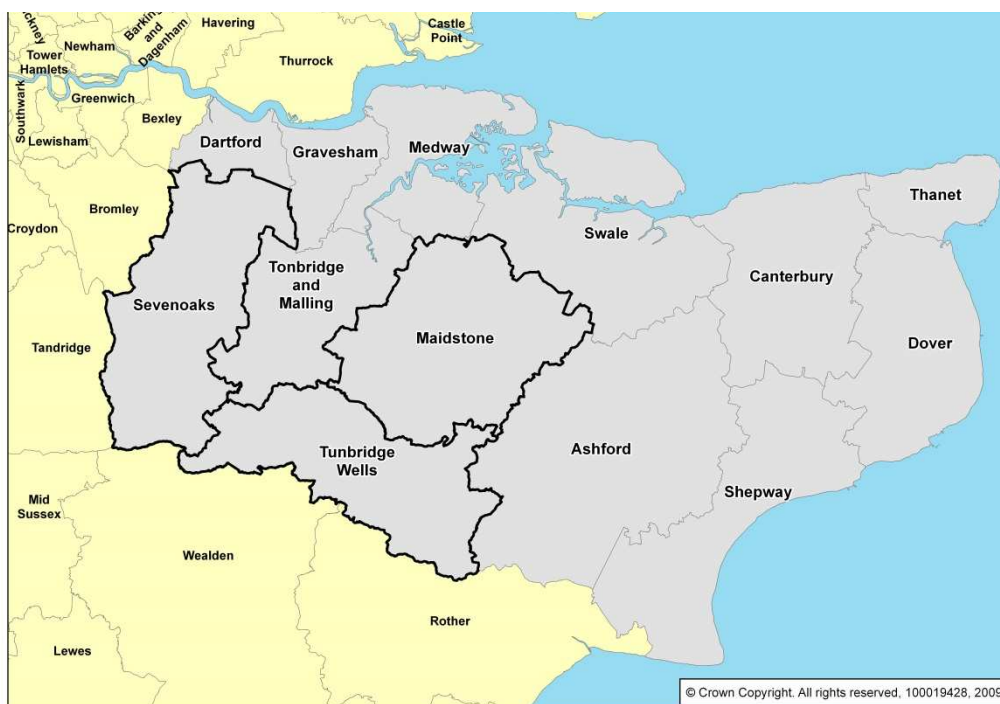 ckney
Newham
Barking
and
Dagenham
Havering
Castle
Point
Tower
Hamlets
Thurrock
Southwark
Greenwich
Bexley
Lewisham
Dartford
Gravesham
Medway
Thanet
Bromley
Croydon
Swale
Tonbridge
and
Malling
Canterbury
Sevenoaks
Maidstone
Tandridge
Dover
Ashford
Tunbridge
Wells
Shepway
Mid
Sussex
Wealden
Rother
Lewes
© Crown Copyright. All rights reserved, 100019428, 2009